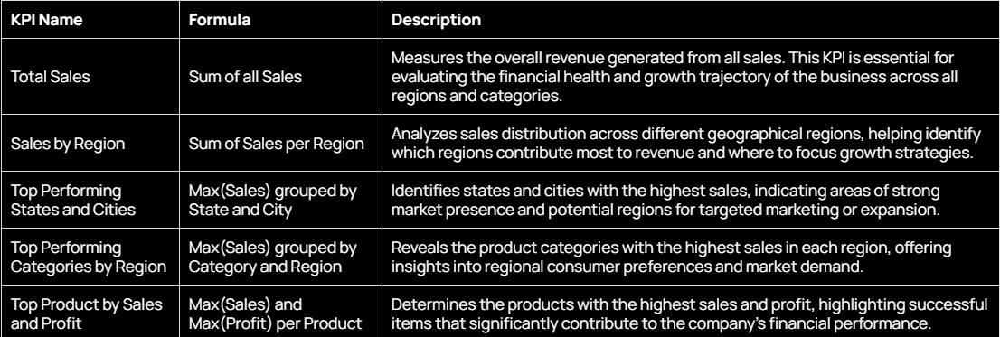 KPI Name Formula Description
Total Sales Sum of all Sales Measures the overall revenue generated from all sales. This KPI is essential for
evaluating the financial health and growth trajectory of the business across all
regions and categories.
Sales by Region Sum of Sales per Region Analyzes sales distribution across different geographical regions, helping identify
which regions contribute most to revenue and where to focus growth strategies.
Top Performing Max(Sales) grouped by Identifies states and cities with the highest sales, indicating areas of strong
States and Cities State and City market presence and potential regions for targeted marketing or expansion.
Top Performing Max(Sales) grouped by Reveals the product categories with the highest sales in each region, offering
Categories by Region Category and Region insights into regional consumer preferences and market demand.
Top Product by Sales Max(Sales) and Determines the products with the highest sales and profit, highlighting successful
and Profit Max(Profit) per Product items that significantly contribute to the company's financial performance.